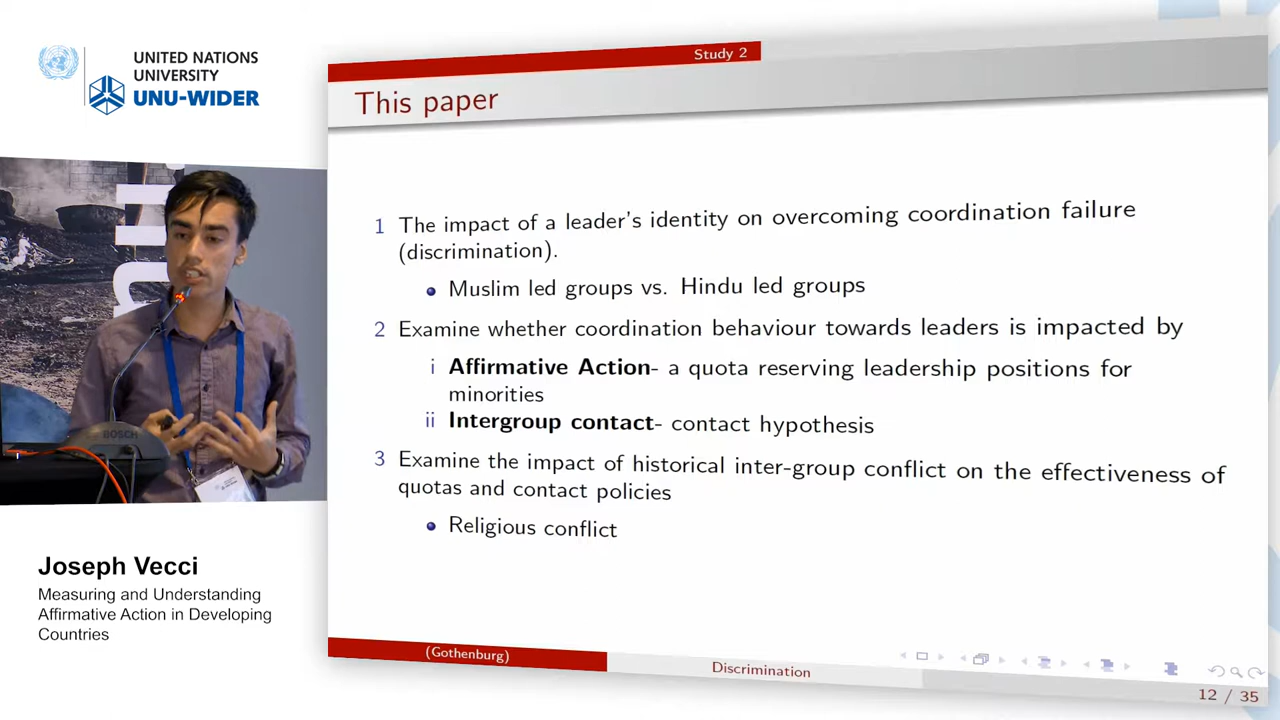 UNITED NATIONS
UNIVERSITY
UNU-WIDER
Study 2
This paper
1 The impact of a leader's identity on overcoming coordination failure
(discrimination).
Muslim led groups vs. Hindu led groups
2 Examine whether coordination behaviour towards leaders is impacted by
i Affirmative Action- a quota reserving leadership positions for
minorities
ii Intergroup contact- contact hypothesis
3 Examine the impact of historical inter-group conflict on the effectiveness of
quotas and contact policies
Religious conflict
BOSCH
Joseph Vecci
Measuring and Understanding
Affirmative Action in Developing
Countries
(Gothenburg)
Discrimination
12 / 35